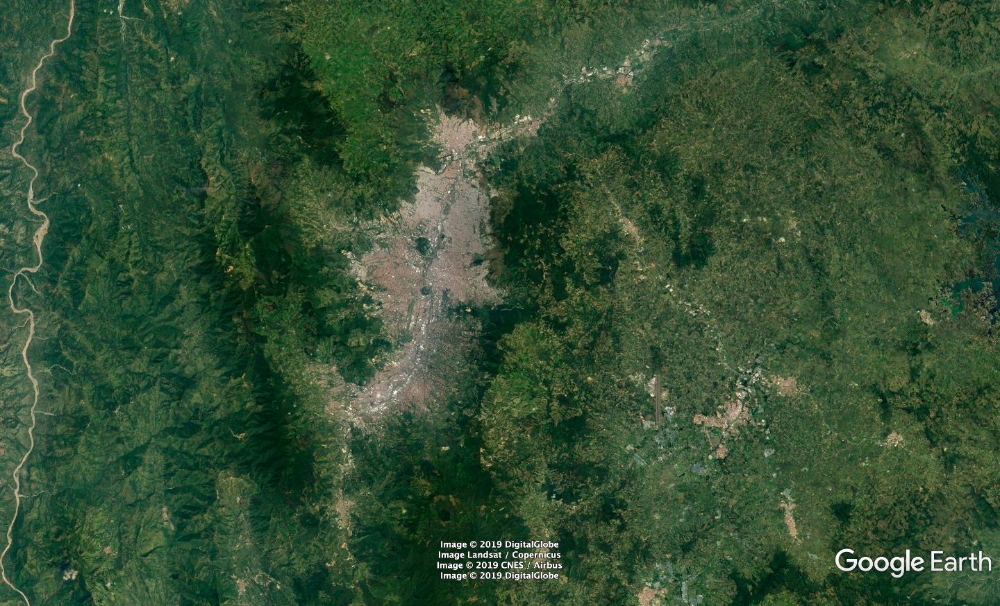 Image © 2019 DigitalGlobe
Image Landsat / Copernicus
Image © 2019 CNES / Airbus
Image © 2019 DigitalGlobe
Google Earth